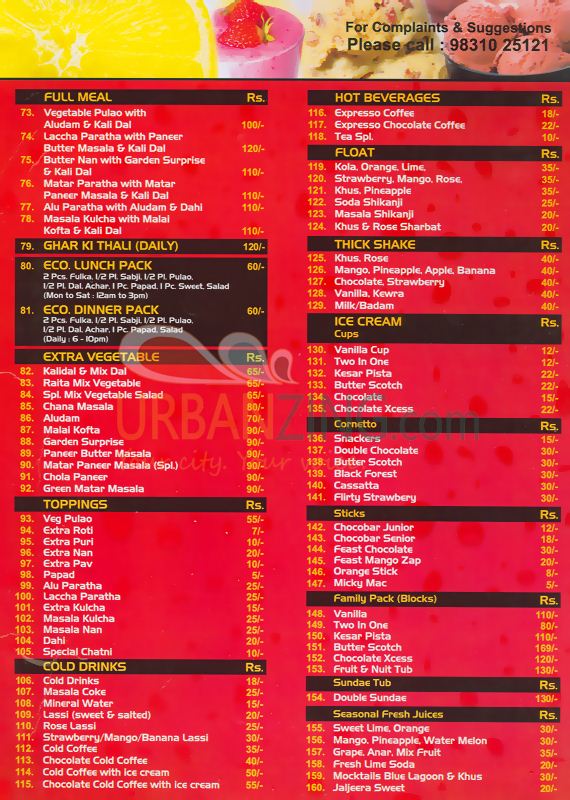 For Complaints & Suggestions
Please call : 98310 25121
FULL MEAL Rs.
73. Vegetable Pulao with
Aludam & Kali Dal 100/-
74. Laccha Paratha with Paneer
Butter Masala & Kali Dal 120/-
75. Butter Nan with Garden Surprise
& Kali Dal 110/-
76. Matar Paratha with Matar
Paneer Masala & Kali Dal 110/-
77. Alu Paratha with Aludam & Dahi 110/-
78. Masala Kulcha with Malai
Kofta & Kali Dal 110/-
79. GHAR KI THALI (DAILY) 120/-
80. ECO. LUNCH PACK 60/-
2 Pcs. Fulka, 1/2 Pl. Sabji, 1/2 Pl. Pulao,
1/2 Pl. Dal, Achar, 1 Pc. Papad, 1 Pc. Sweet, Salad
(Mon to Sat : 12am to 3pm)
81. ECO. DINNER PACK 60/-
2 Pcs. Fulka, 1/2 Pl. Sabji, 1/2 Pl. Pulao,
1/2 Pl. Dal, Achar, 1 Pc. Papad, Salad
(Daily : 6 - 10pm)
EXTRA VEGETABLE Rs.
82. Kalidal & Mix Dal 65/-
83. Raita Mix Vegetable 65/-
84. Spl. Mix Vegetable Salad 65/-
85. Chana Masala 80/-
86. Aludam 70/-
87. Malai Kofta 90/-
88. Garden Surprise 90/-
89. Paneer Butter Masala 90/-
90. Matar Paneer Masala (Spl.) 90/-
91. Chola Paneer 90/-
92. Green Matar Masala 90/-
TOPPINGS Rs.
93. Veg Pulao 55/-
94. Extra Roti 7/-
95. Extra Puri 10/-
96. Extra Nan 20/-
97. Extra Pav 10/-
98. Papad 5/-
99. Alu Paratha 25/-
100. Laccha Paratha 25/-
101. Extra Kulcha 15/-
102. Masala Kulcha 25/-
103. Masala Nan 25/-
104. Dahi 20/-
105. Special Chatni 10/-
COLD DRINKS Rs.
106. Cold Drinks 18/-
107. Masala Coke 25/-
108. Mineral Water 15/-
109. Lassi (sweet & salted) 20/-
110. Rose Lassi 25/-
111. Strawberry/Mango/Banana Lassi 30/-
112. Cold Coffee 35/-
113. Chocolate Cold Coffee 40/-
114. Cold Coffee with ice cream 50/-
115. Chocolate Cold Coffee with ice cream 55/-
HOT BEVERAGES Rs.
116. Expresso Coffee 18/-
117. Expresso Chocolate Coffee 22/-
118. Tea Spl. 10/-
FLOAT Rs.
119. Kola, Orange, Lime, 35/-
120. Strawberry, Mango, Rose, 35/-
121. Khus, Pineapple 35/-
122. Soda Shikanji 25/-
123. Masala Shikanji 20/-
124. Khus & Rose Sharbat 20/-
THICK SHAKE Rs.
125. Khus, Rose 40/-
126. Mango, Pineapple, Apple, Banana 40/-
127. Chocolate, Strawberry 40/-
128. Vanilla, Kewra 40/-
129. Milk/Badam 40/-
ICE CREAM Rs.
Cups
130. Vanilla Cup 12/-
131. Two In One 12/-
132. Kesar Pista 22/-
133. Butter Scotch 22/-
134. Chocolate 15/-
135. Chocolate Xcess 22/-
Cornetto Rs.
136. Snackers 15/-
137. Double Chocolate 30/-
138. Butter Scotch 30/-
139. Black Forest 30/-
140. Cassatta 30/-
141. Flirty Strawbery 30/-
Sticks Rs.
142. Chocobar Junior 12/-
143. Chocobar Senior 18/-
144. Feast Chocolate 30/-
145. Feast Mango Zap 20/-
146. Orange Stick 8/-
147. Micky Mac 5/-
Family Pack (Blocks) Rs.
148. Vanilla 110/-
149. Two In One 80/-
150. Kesar Pista 110/-
151. Butter Scotch 169/-
152. Chocolate Xcess 120/-
153. Fruit & Nuit Tub 130/-
Sundae Tub Rs.
154. Double Sundae 130/-
Seasonal Fresh Juices Rs.
155. Sweet Lime, Orange 30/-
156. Mango, Pineapple, Water Melon 30/-
157. Grape, Anar, Mix Fruit 35/-
158. Fresh Lime Soda 20/-
159. Mocktails Blue Lagoon & Khus 30/-
160. Jaljeera Sweet 20/-
URBANZING.com